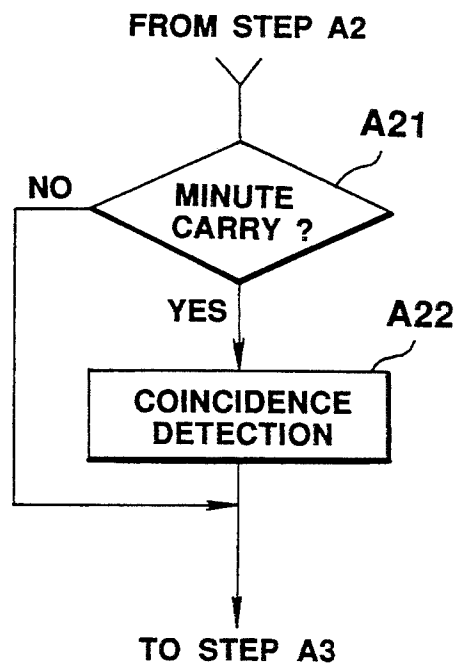 FROM STEP A2
A21
NO
MINUTE
CARRY ?
YES
A22
COINCIDENCE
DETECTION
TO STEP A3